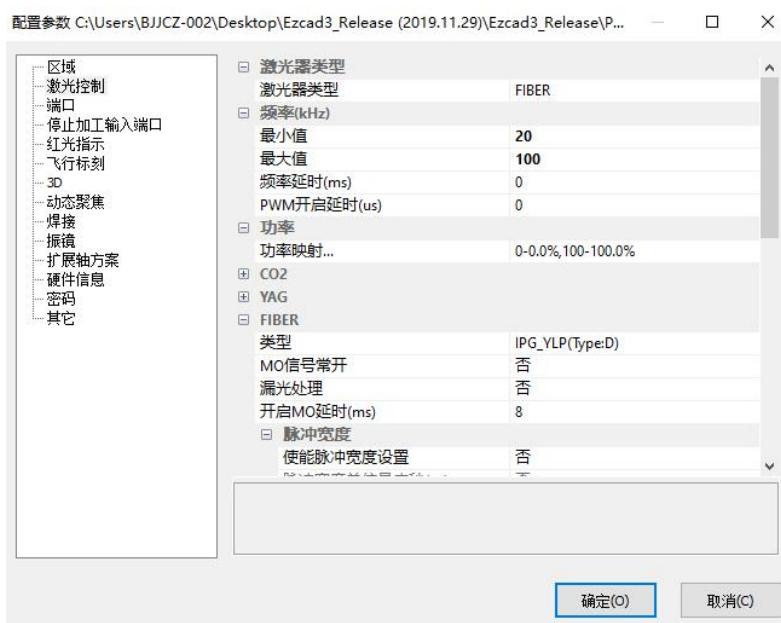 配置参数 C:\Users\BJJCZ-002\Desktop\Ezcad3_Release (2019.11.29)\Ezcad3_Release\P...
区域
激光控制
端口
停止加工输入端口
红光指示
飞行标刻
3D
动态聚焦
焊接
振镜
扩展轴方案
硬件信息
密码
其它
激光器类型
激光器类型 FIBER
频率(kHz)
最小值 20
最大值 100
频率延时(ms) 0
PWM开启延时(us) 0
功率
功率映射... 0-0.0%,100-100.0%
CO2
YAG
FIBER
类型 IPG_YLP(Type:D)
MO信号常开 否
漏光处理 否
开启MO延时(ms) 8
脉冲宽度
使能脉冲宽度设置 否
确定(O) 取消(C)